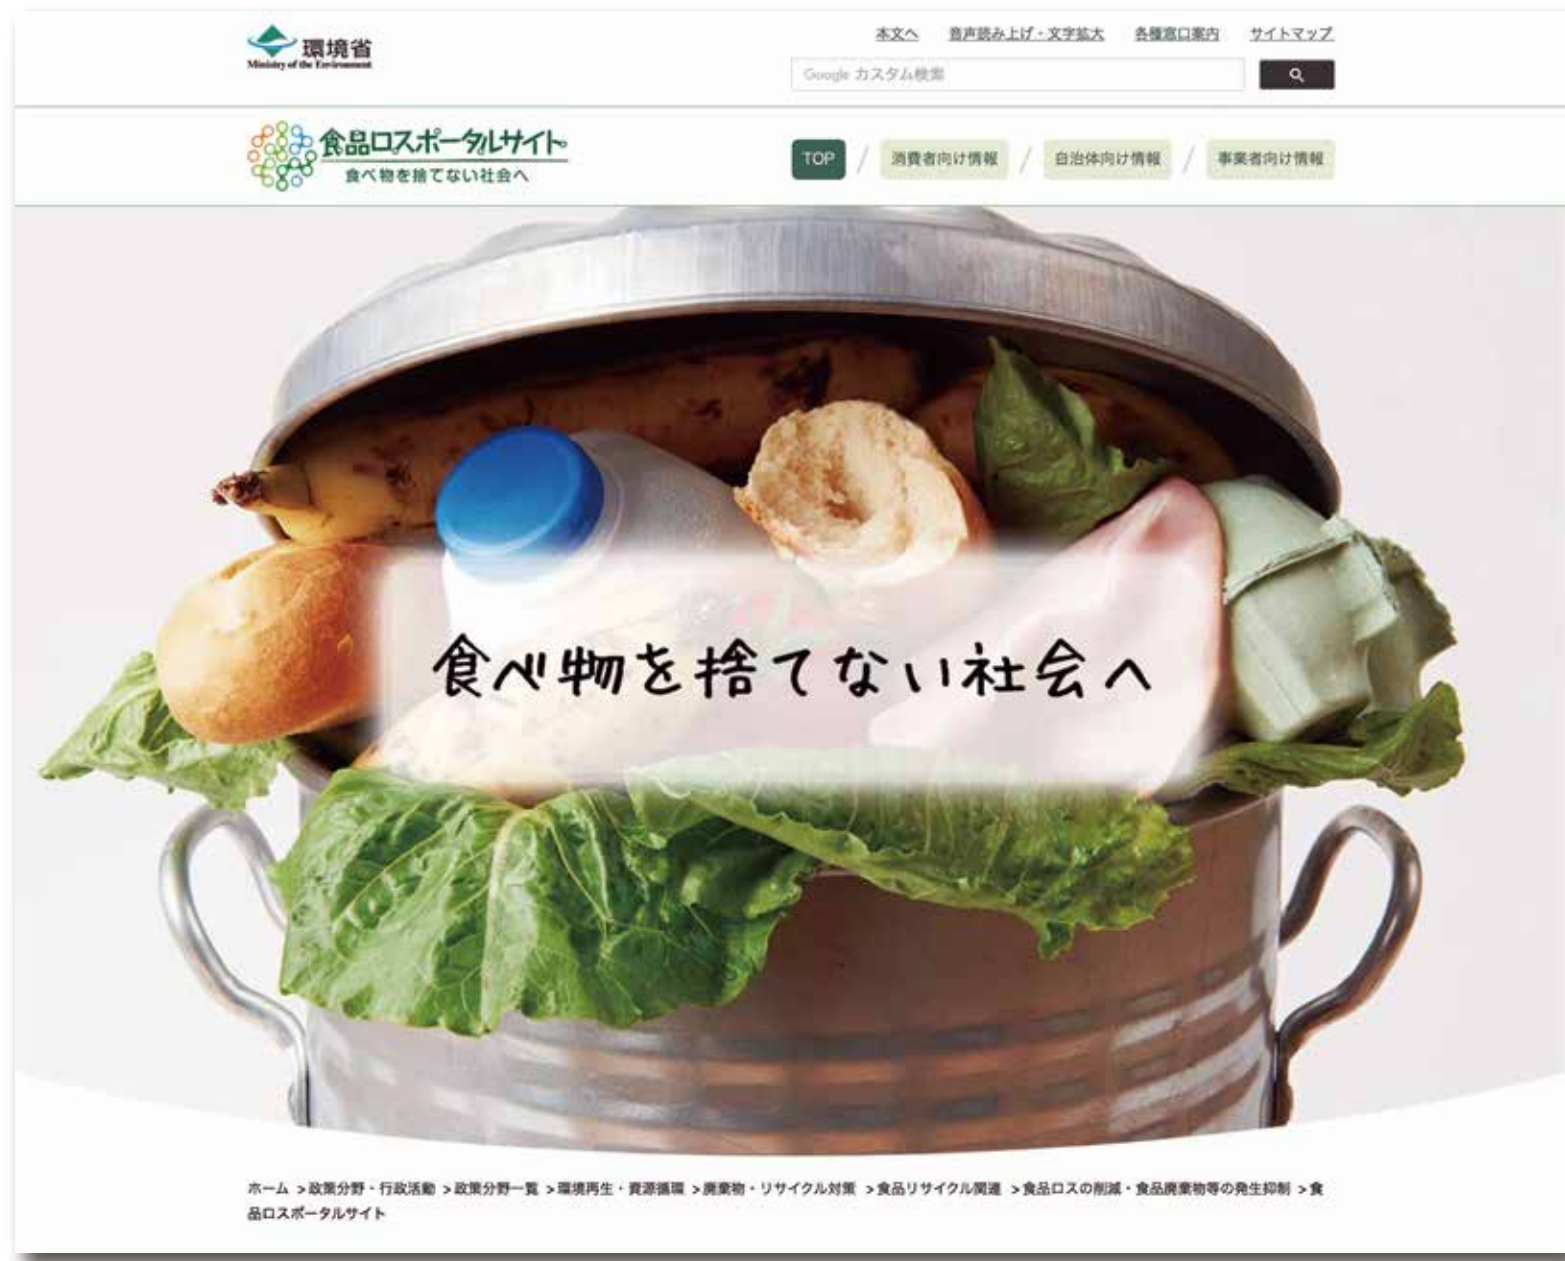 環境省
Ministry of the Environment
本文へ 音声読み上げ・文字拡大 各種窓口案内 サイトマップ
Google カスタム検索
食品ロスポータルサイト
食べ物を捨てない社会へ
TOP / 消費者向け情報 / 自治体向け情報 / 事業者向け情報
食べ物を捨てない社会へ
ホーム >政策分野・行政活動 >政策分野一覧 >環境再生・資源循環 >廃棄物・リサイクル対策 >食品リサイクル関連 >食品ロスの削減・食品廃棄物等の発生抑制 >食
品ロスポータルサイト